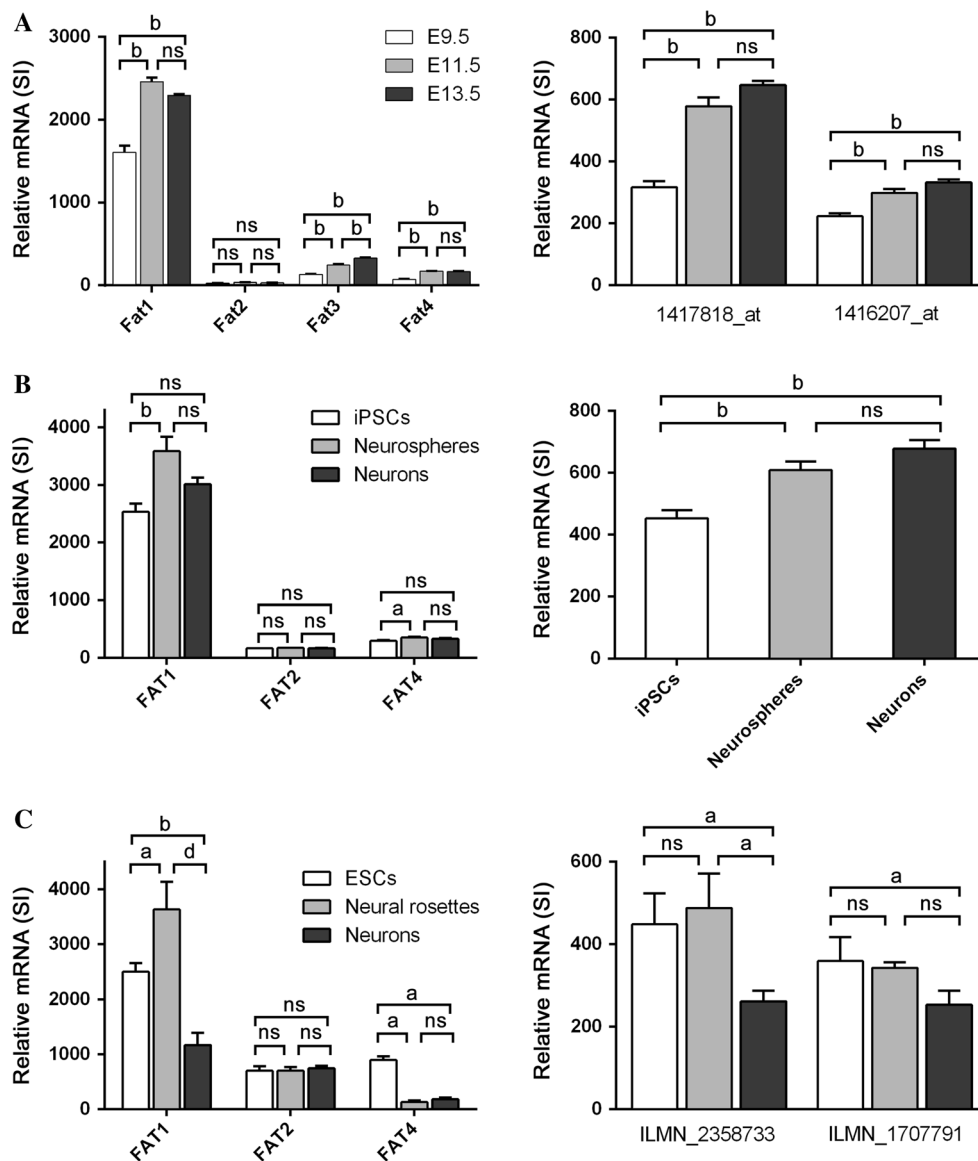 A
Relative mRNA (SI)
3000
2000
1000
0
b
b
ns
ns
ns
ns
b
b
b
b
b
ns
E9.5
E11.5
E13.5
Fat1
Fat2
Fat3
Fat4
Relative mRNA (SI)
800
600
400
200
0
b
b
ns
b
b
ns
1417818_at
1416207_at
B
Relative mRNA (SI)
4000
3000
2000
1000
0
ns
b
ns
ns
ns
ns
ns
a
ns
iPSCs
Neurospheres
Neurons
FAT1
FAT2
FAT4
Relative mRNA (SI)
800
600
400
200
0
b
b
ns
iPSCs
Neurospheres
Neurons
C
Relative mRNA (SI)
4000
3000
2000
1000
0
b
a
d
ns
ns
ns
a
a
ns
ESCs
Neural rosettes
Neurons
FAT1
FAT2
FAT4
Relative mRNA (SI)
600
400
200
0
a
ns
a
a
ns
ns
ILMN_2358733
ILMN_1707791